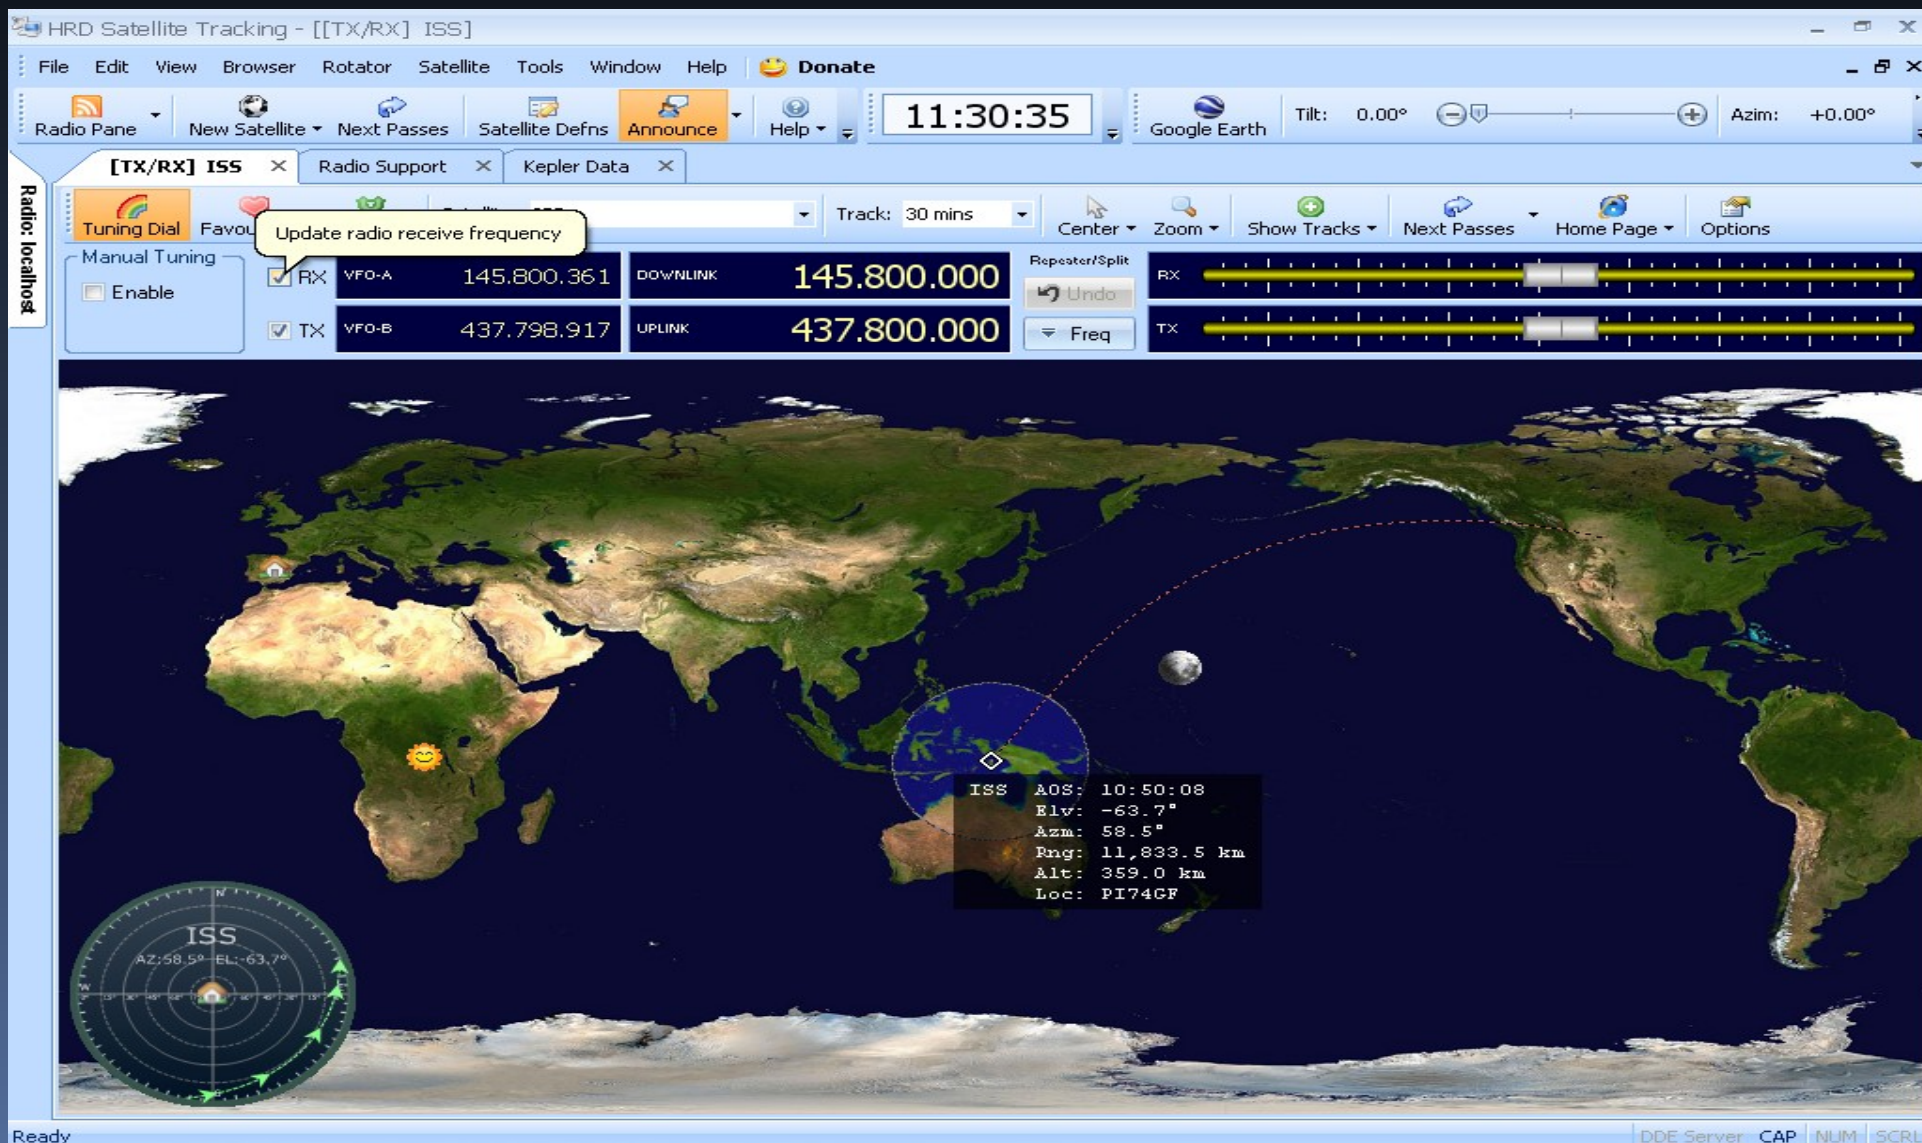 HRD Satellite Tracking - [[TX/RX] ISS]
File Edit View Browser Rotator Satellite Tools Window Help Donate
Radio Pane New Satellite Next Passes Satellite Defns Announce Help 11:30:35 Google Earth Tilt: 0.00° Azim: +0.00°
[TX/RX] ISS Radio Support Kepler Data
Radio: localhost
Tuning Dial Favou Track: 30 mins Center Zoom Show Tracks Next Passes Home Page Options
Update radio receive frequency
Manual Tuning
Enable
RX VFO-A 145.800.361 DOWNLINK 145.800.000
TX VFO-B 437.798.917 UPLINK 437.800.000
Repeater/Split
Undo
Freq
RX
TX
ISS AOS: 10:50:08
Elv: -63.7°
Azm: 58.5°
Rng: 11,833.5 km
Alt: 359.0 km
Loc: PI74GF
N
ISS
AZ:58.5° EL:-63.7°
W
Ready DDE Server CAP NUM SCRL